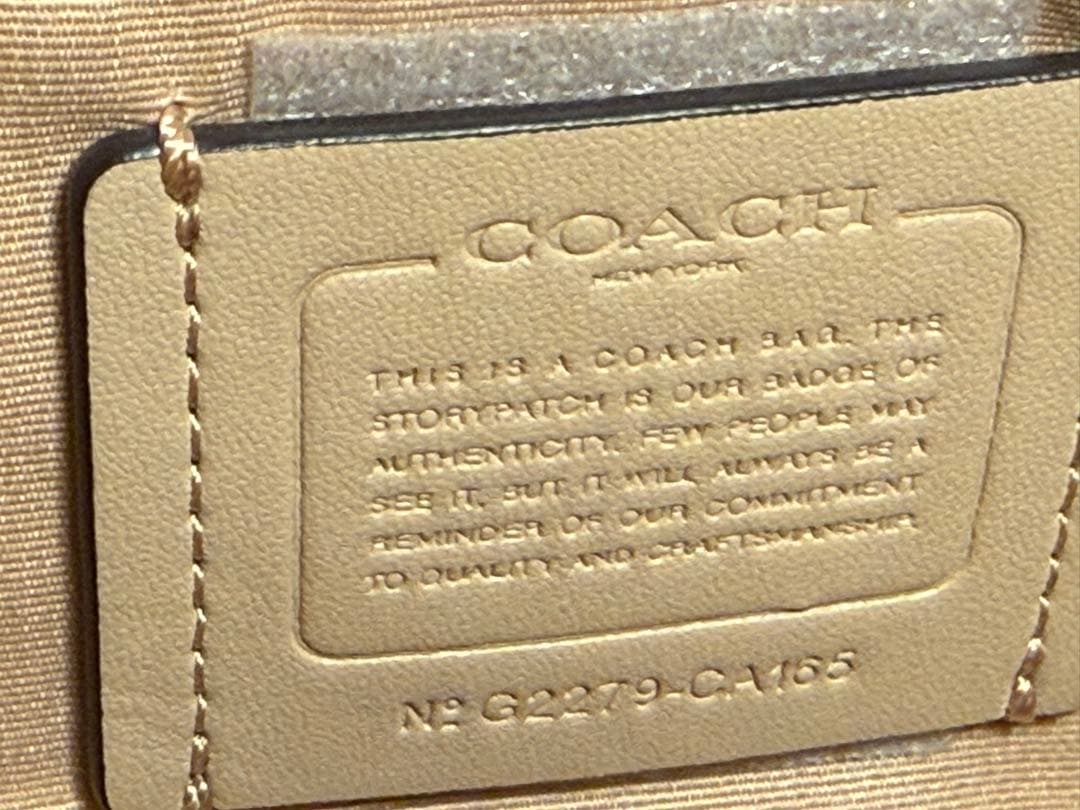 COACH
NEW YORK
THIS IS A COACH BAG. THE
STORYPATCH IS OUR BADGE OF
AUTHENTICITY. FEW PEOPLE MAY
SEE IT, BUT IT WILL ALWAYS BE A
REMINDER OF OUR COMMITMENT
TO QUALITY AND CRAFTSMANSHIP.
Nº G2279-CA165